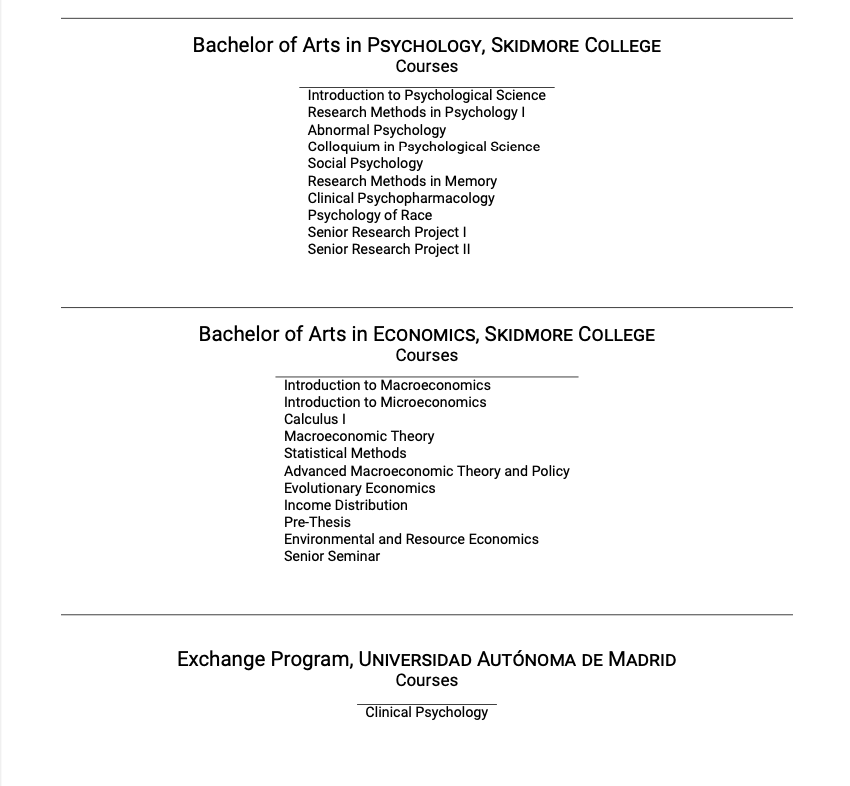 Bachelor of Arts in PSYCHOLOGY, SKIDMORE COLLEGE
Courses
Introduction to Psychological Science
Research Methods in Psychology I
Abnormal Psychology
Colloquium in Psychological Science
Social Psychology
Research Methods in Memory
Clinical Psychopharmacology
Psychology of Race
Senior Research Project I
Senior Research Project II
Bachelor of Arts in ECONOMICS, SKIDMORE COLLEGE
Courses
Introduction to Macroeconomics
Introduction to Microeconomics
Calculus I
Macroeconomic Theory
Statistical Methods
Advanced Macroeconomic Theory and Policy
Evolutionary Economics
Income Distribution
Pre-Thesis
Environmental and Resource Economics
Senior Seminar
Exchange Program, UNIVERSIDAD AUTÓNOMA DE MADRID
Courses
Clinical Psychology